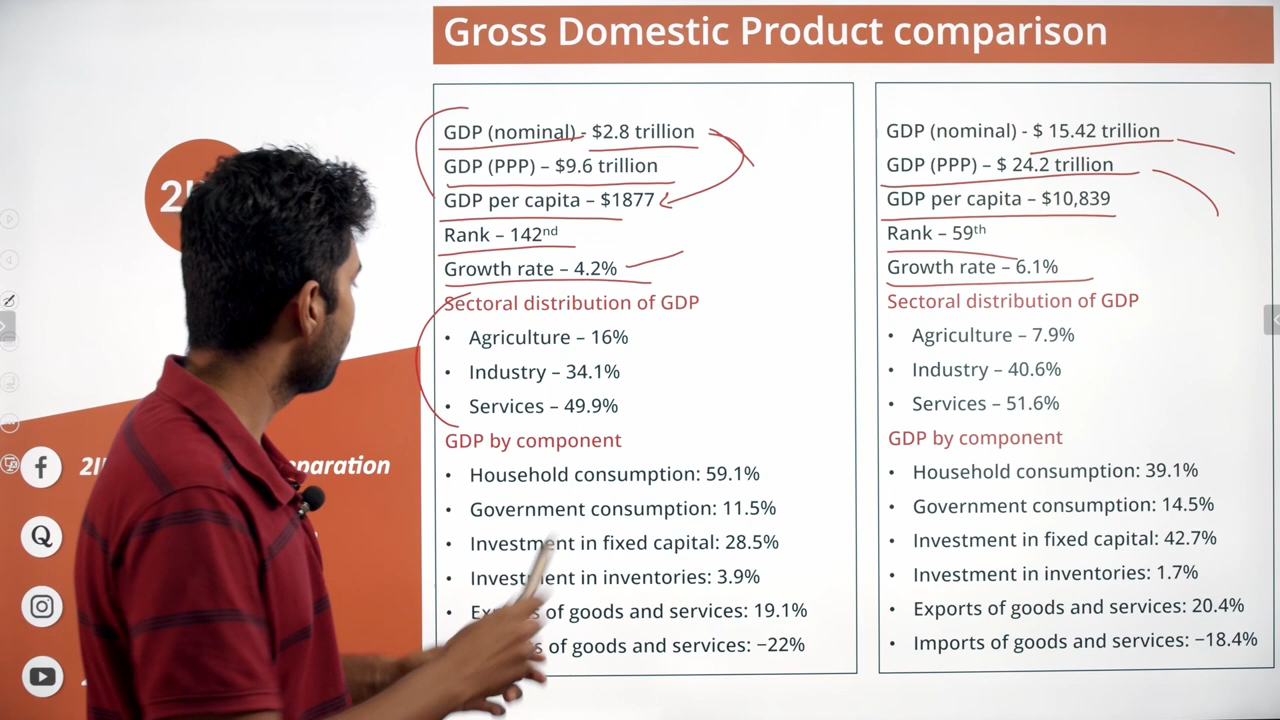 Gross Domestic Product comparison
GDP (nominal) - $2.8 trillion
GDP (PPP) – $9.6 trillion
GDP per capita – $1877
Rank – 142nd
Growth rate – 4.2%
Sectoral distribution of GDP
• Agriculture – 16%
• Industry – 34.1%
• Services – 49.9%
GDP by component
• Household consumption: 59.1%
• Government consumption: 11.5%
• Investment in fixed capital: 28.5%
• Investment in inventories: 3.9%
• of goods and services: 19.1%
of goods and services: −22%
GDP (nominal) - $ 15.42 trillion
GDP (PPP) – $ 24.2 trillion
GDP per capita – $10,839
Rank – 59th
Growth rate – 6.1%
Sectoral distribution of GDP
• Agriculture – 7.9%
• Industry – 40.6%
• Services – 51.6%
GDP by component
• Household consumption: 39.1%
• Government consumption: 14.5%
• Investment in fixed capital: 42.7%
• Investment in inventories: 1.7%
• Exports of goods and services: 20.4%
• Imports of goods and services: −18.4%